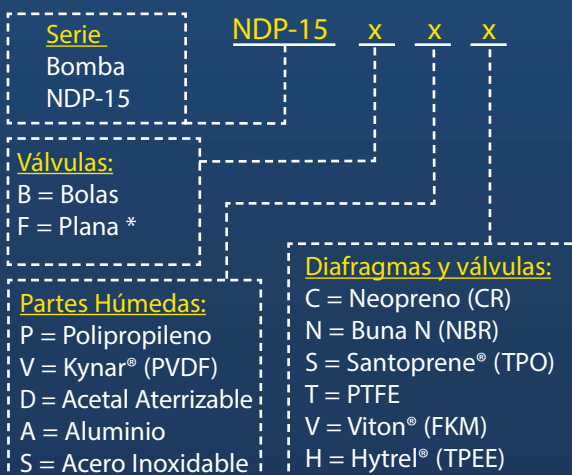 NDP-15 x x x
Serie
Bomba
NDP-15
Válvulas:
B = Bolas
F = Plana *
Partes Húmedas:
P = Polipropileno
V = Kynar® (PVDF)
D = Acetal Aterrizable
A = Aluminio
S = Acero Inoxidable
Diafragmas y válvulas:
C = Neopreno (CR)
N = Buna N (NBR)
S = Santoprene® (TPO)
T = PTFE
V = Viton® (FKM)
H = Hytrel® (TPEE)